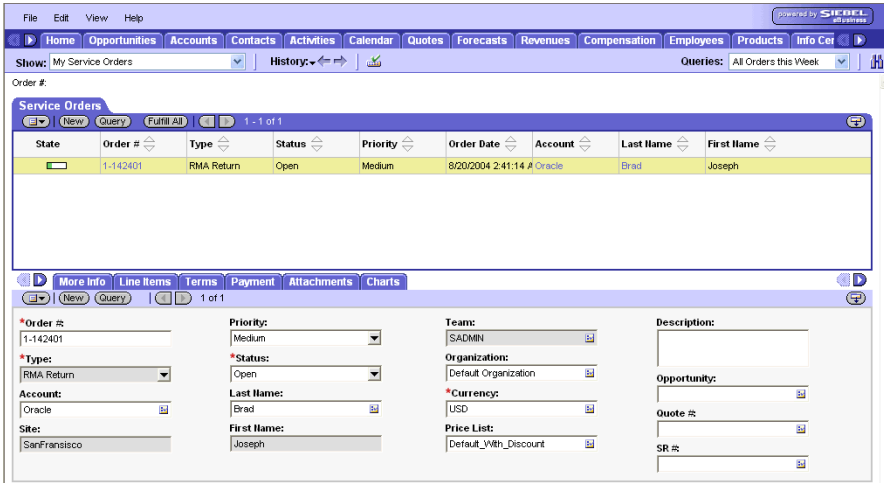 File Edit View Help powered by SIEBEL eBusiness
Home Opportunities Accounts Contacts Activities Calendar Quotes Forecasts Revenues Compensation Employees Products Info Cer
Show: My Service Orders History: Queries: All Orders this Week
Order #:
Service Orders
New Query Fulfill All 1 - 1 of 1
State Order # Type Status Priority Order Date Account Last Name First Name
1-142401 RMA Return Open Medium 8/20/2004 2:41:14 A Oracle Brad Joseph
More Info Line Items Terms Payment Attachments Charts
New Query 1 of 1
*Order #: Priority: Team: Description:
1-142401 Medium SADMIN
*Type: *Status: Organization:
RMA Return Open Default Organization Opportunity:
Account: Last Name: *Currency:
Oracle Brad USD Quote #:
Site: First Name: Price List:
SanFransisco Joseph Default_With_Discount SR #: